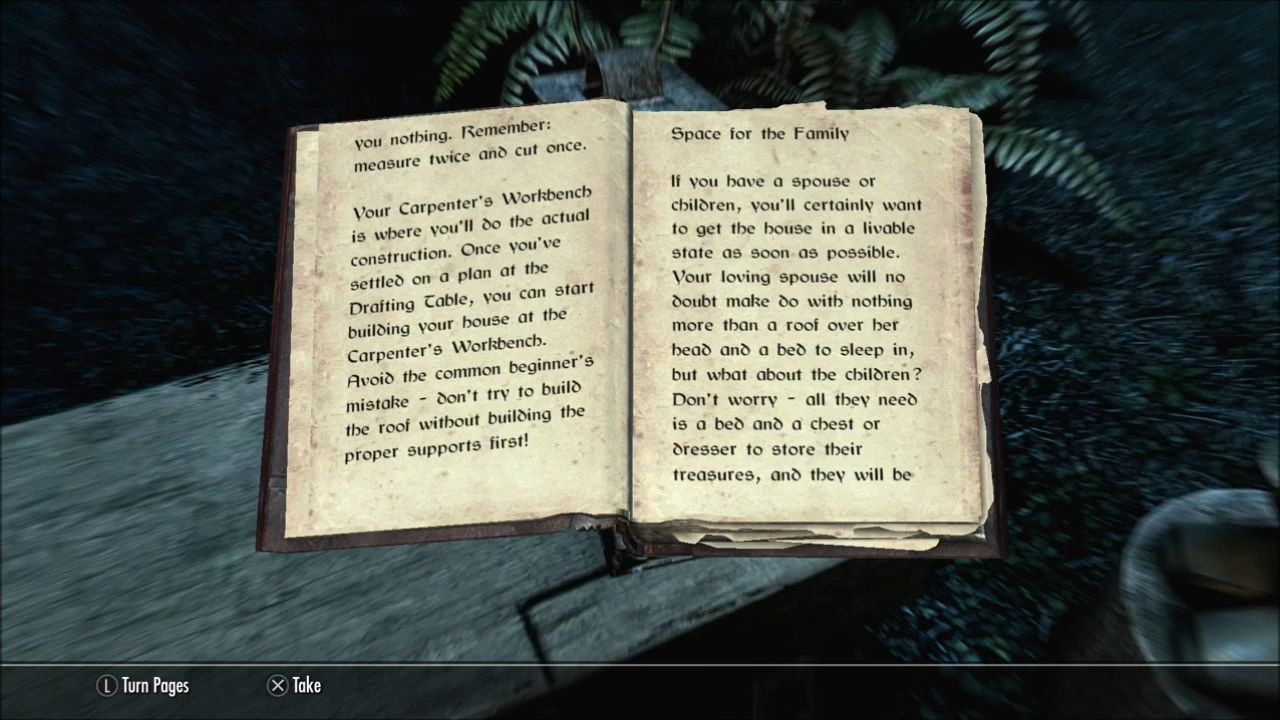 you nothing. Remember:
measure twice and cut once.
Your Carpenter's Workbench
is where you'll do the actual
construction. Once you've
settled on a plan at the
Drafting Table, you can start
building your house at the
Carpenter's Workbench.
Avoid the common beginner's
mistake - don't try to build
the roof without building the
proper supports first!
Space for the Family
If you have a spouse or
children, you'll certainly want
to get the house in a livable
state as soon as possible.
Your loving spouse will no
doubt make do with nothing
more than a roof over her
head and a bed to sleep in,
but what about the children?
Don't worry - all they need
is a bed and a chest or
dresser to store their
treasures, and they will be
L Turn Pages
X Take